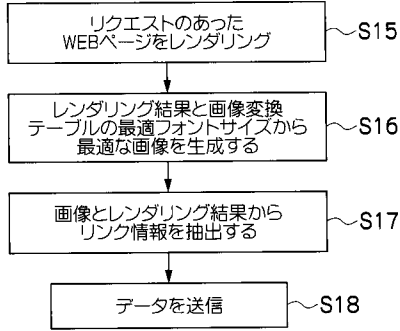 リクエストのあった
WEBページをレンダリング
S15
レンダリング結果と画像変換
テーブルの最適フォントサイズから
最適な画像を生成する
S16
画像とレンダリング結果から
リンク情報を抽出する
S17
データを送信
S18